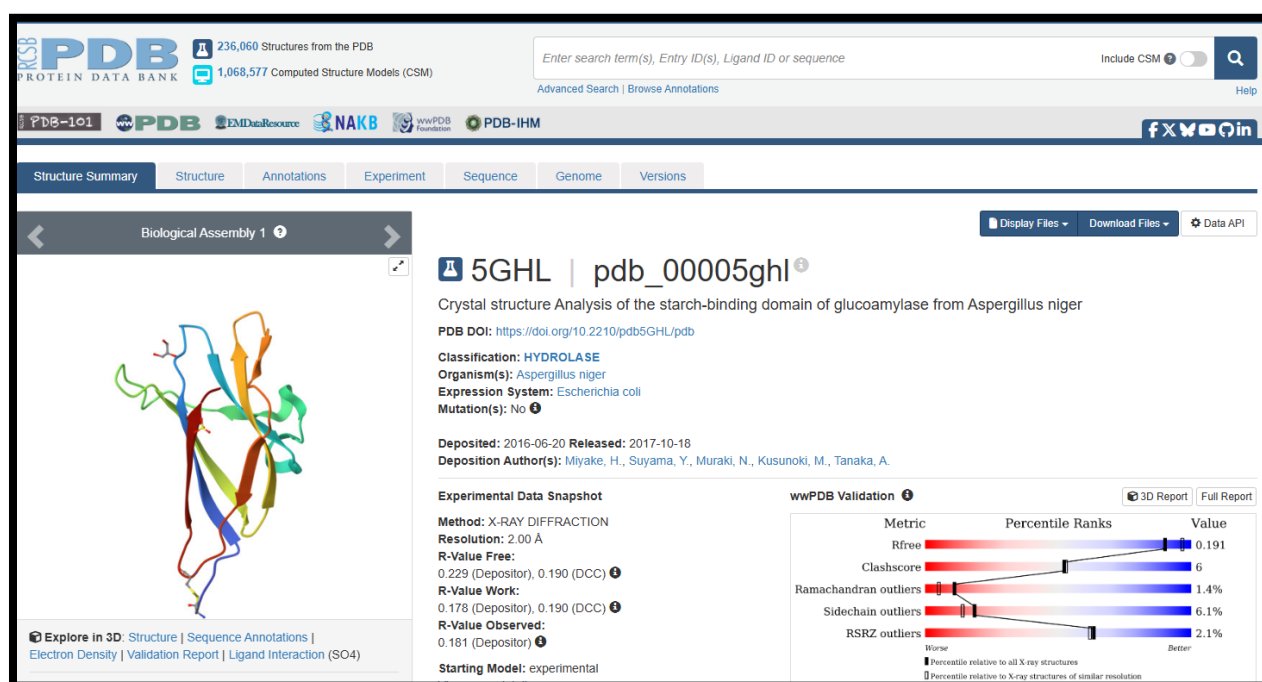 RCSB
PDB
PROTEIN DATA BANK
236,060 Structures from the PDB
1,068,577 Computed Structure Models (CSM)
Enter search term(s), Entry ID(s), Ligand ID or sequence
Include CSM
Advanced Search | Browse Annotations
Help
PDB-101
wwPDB
EMDataResource
NAKB
wwPDB Foundation
PDB-IHM
Structure Summary
Structure
Annotations
Experiment
Sequence
Genome
Versions
Biological Assembly 1
Display Files
Download Files
Data API
5GHL | pdb_00005ghl
Crystal structure Analysis of the starch-binding domain of glucoamylase from Aspergillus niger
PDB DOI: https://doi.org/10.2210/pdb5GHL/pdb
Classification: HYDROLASE
Organism(s): Aspergillus niger
Expression System: Escherichia coli
Mutation(s): No
Deposited: 2016-06-20 Released: 2017-10-18
Deposition Author(s): Miyake, H., Suyama, Y., Muraki, N., Kusunoki, M., Tanaka, A.
Explore in 3D: Structure | Sequence Annotations |
Electron Density | Validation Report | Ligand Interaction (SO4)
Experimental Data Snapshot
Method: X-RAY DIFFRACTION
Resolution: 2.00 Å
R-Value Free:
0.229 (Depositor), 0.190 (DCC)
R-Value Work:
0.178 (Depositor), 0.190 (DCC)
R-Value Observed:
0.181 (Depositor)
Starting Model: experimental
wwPDB Validation
3D Report
Full Report
Metric Percentile Ranks Value
Rfree 0.191
Clashscore 6
Ramachandran outliers 1.4%
Sidechain outliers 6.1%
RSRZ outliers 2.1%
Worse Better
Percentile relative to all X-ray structures
Percentile relative to X-ray structures of similar resolution